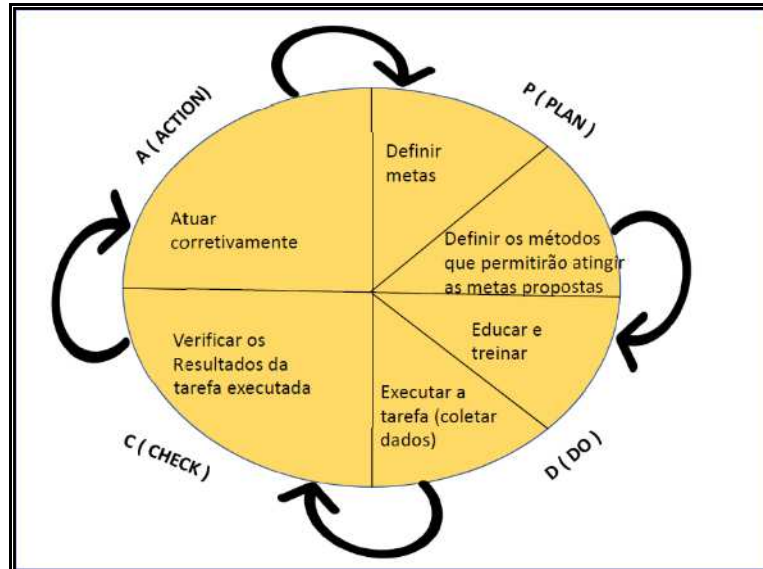 A ( ACTION)
P ( PLAN )
Definir
metas
Atuar
corretivamente
Definir os métodos
que permitirão atingir
as metas propostas
Educar e
treinar
Verificar os
Resultados da
tarefa executada
Executar a
tarefa (coletar
dados)
C ( CHECK )
D ( DO )